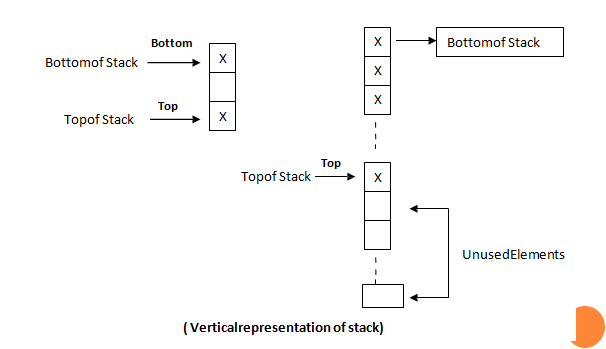 Bottom
Bottomof Stack
X
Top
Topof Stack
X
X
Bottomof Stack
X
X
Top
Topof Stack
X
UnusedElements
( Verticalrepresentation of stack)